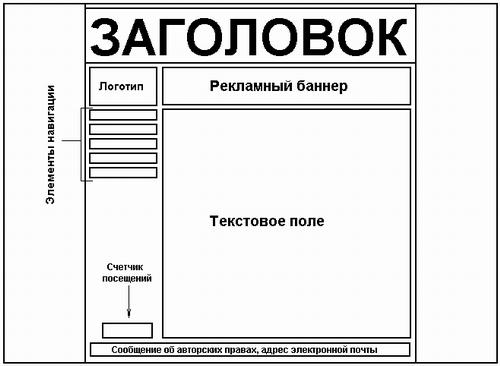 ЗАГОЛОВОК
Логотип
Рекламный баннер
Элементы навигации
Текстовое поле
Счетчик
посещений
Сообщение об авторских правах, адрес электронной почты